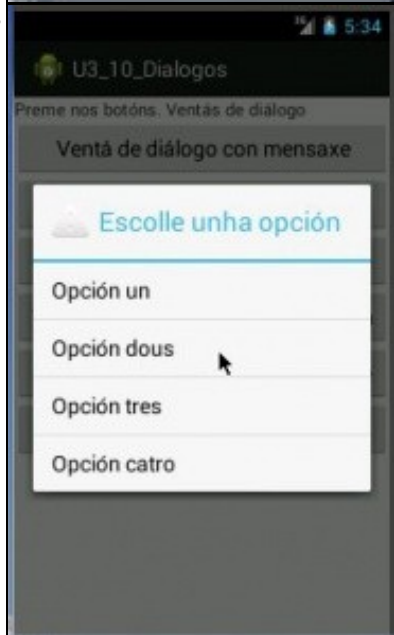 5:34
U3_10_Dialogos
Preme nos botóns. Ventás de diálogo
Ventá de diálogo con mensaxe
Escolle unha opción
Opción un
Opción dous
Opción tres
Opción catro